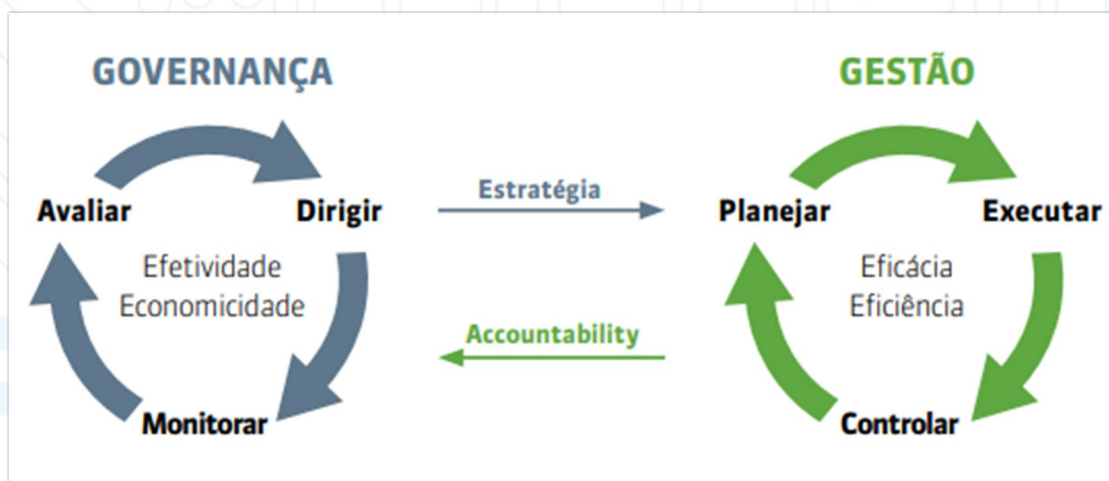 GOVERNANÇA
GESTÃO
Avaliar
Dirigir
Efetividade
Economicidade
Monitorar
Estratégia
Accountability
Planejar
Executar
Eficácia
Eficiência
Controlar